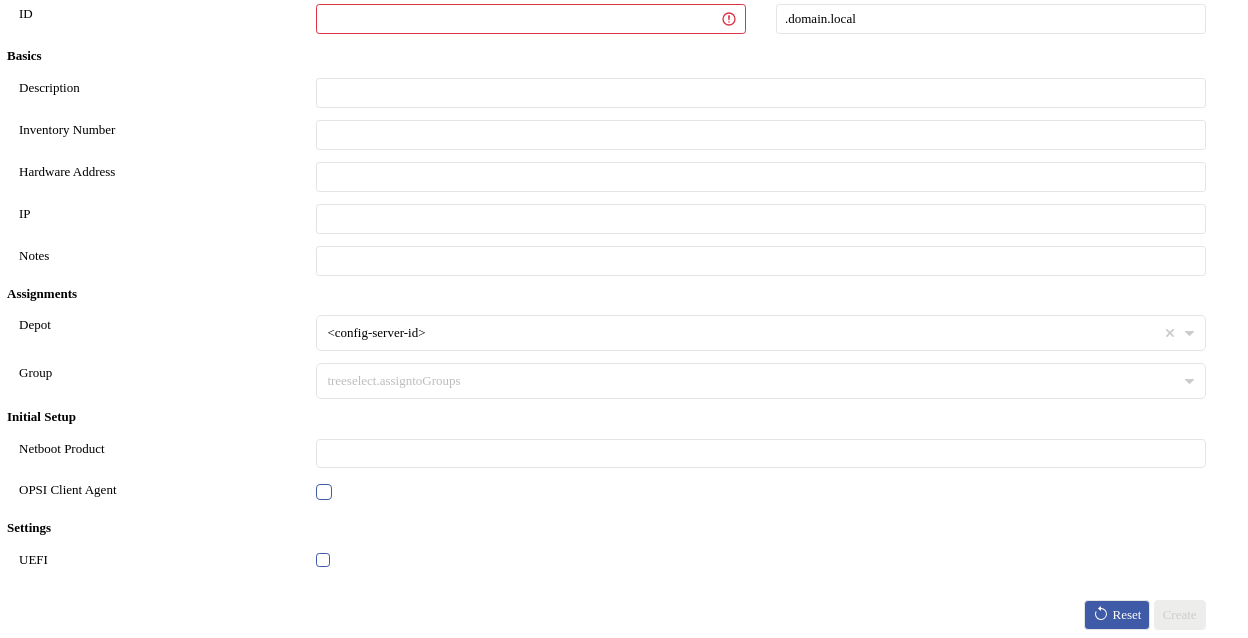 ID
.domain.local
Basics
Description
Inventory Number
Hardware Address
IP
Notes
Assignments
Depot
<config-server-id>
Group
treeselect.assigntoGroups
Initial Setup
Netboot Product
OPSI Client Agent
Settings
UEFI
Reset
Create